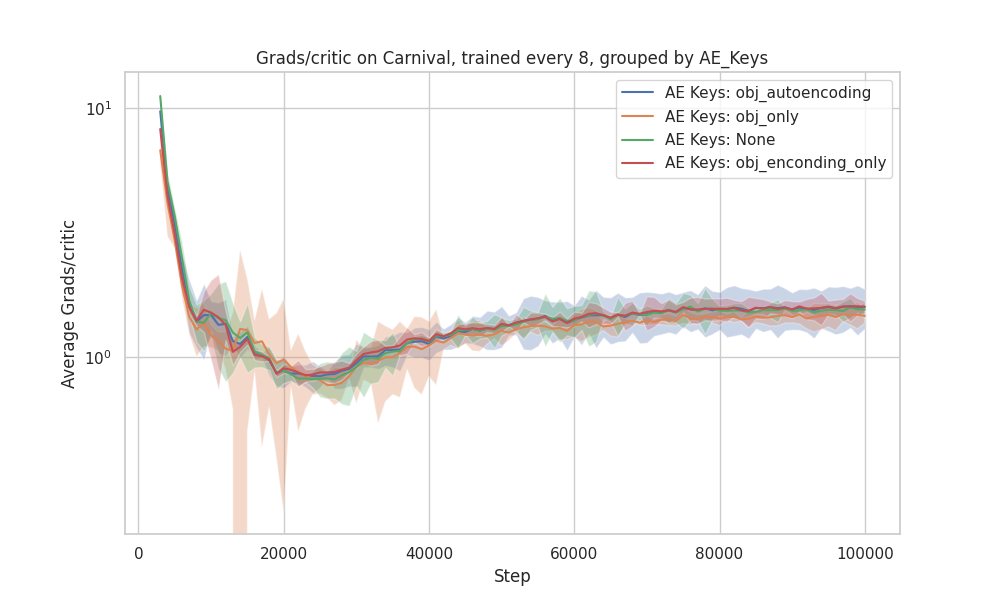 Grads/critic on Carnival, trained every 8, grouped by AE_Keys
AE Keys: obj_autoencoding
AE Keys: obj_only
AE Keys: None
AE Keys: obj_enconding_only
Average Grads/critic
10¹
10⁰
0 20000 40000 60000 80000 100000
Step